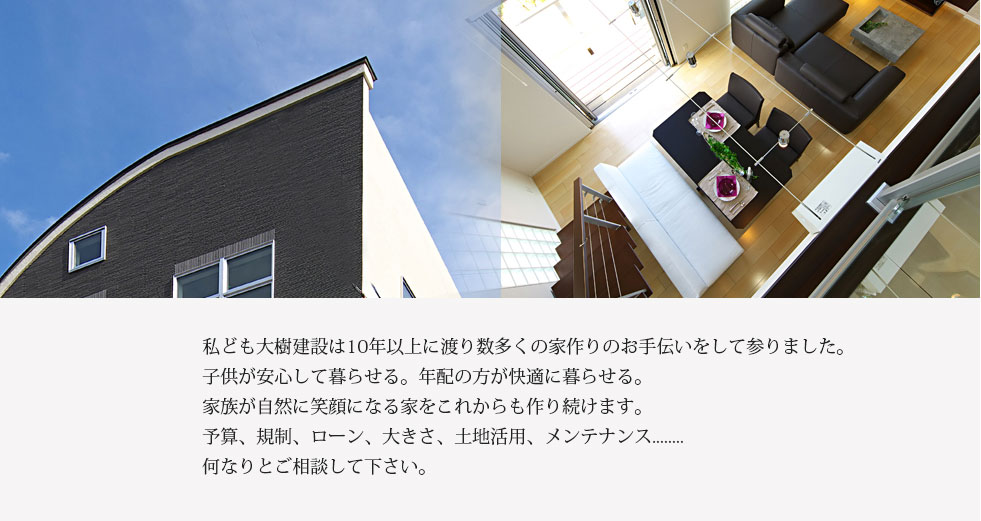 私ども大樹建設は10年以上に渡り数多くの家作りのお手伝いをして参りました。
子供が安心して暮らせる。年配の方が快適に暮らせる。
家族が自然に笑顔になる家をこれからも作り続けます。
予算、規制、ローン、大きさ、土地活用、メンテナンス........
何なりとご相談して下さい。